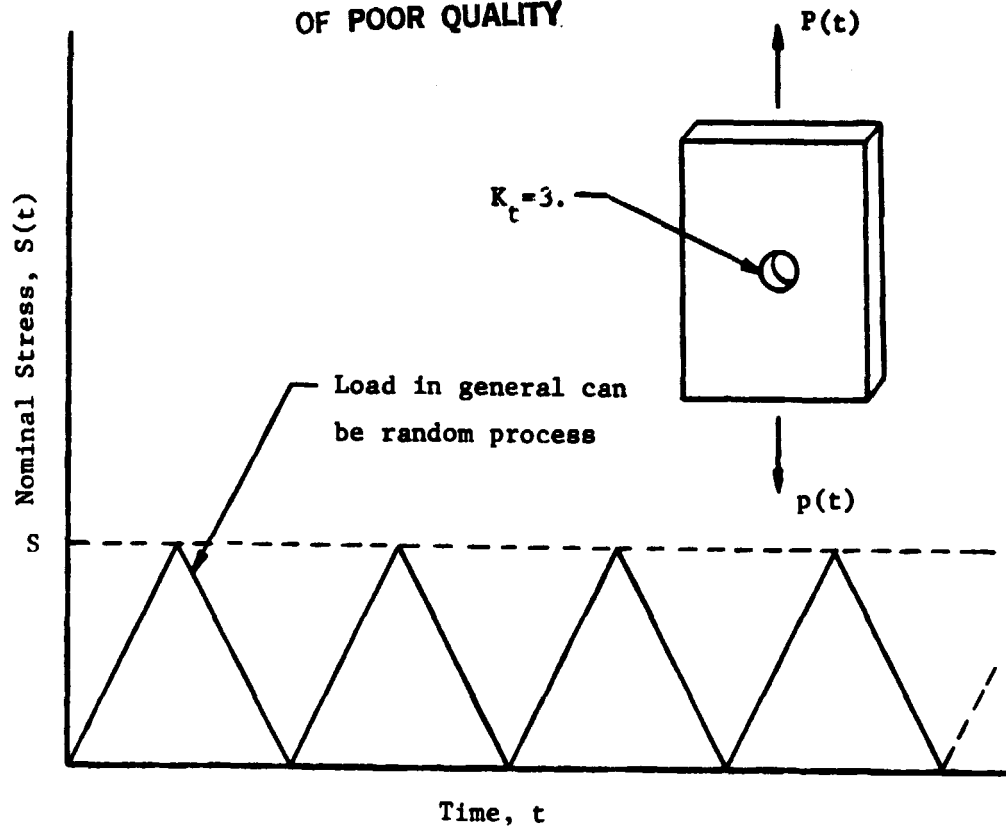 OF POOR QUALITY
P(t)
K_t=3.
Nominal Stress, S(t)
Load in general can
be random process
p(t)
S
Time, t